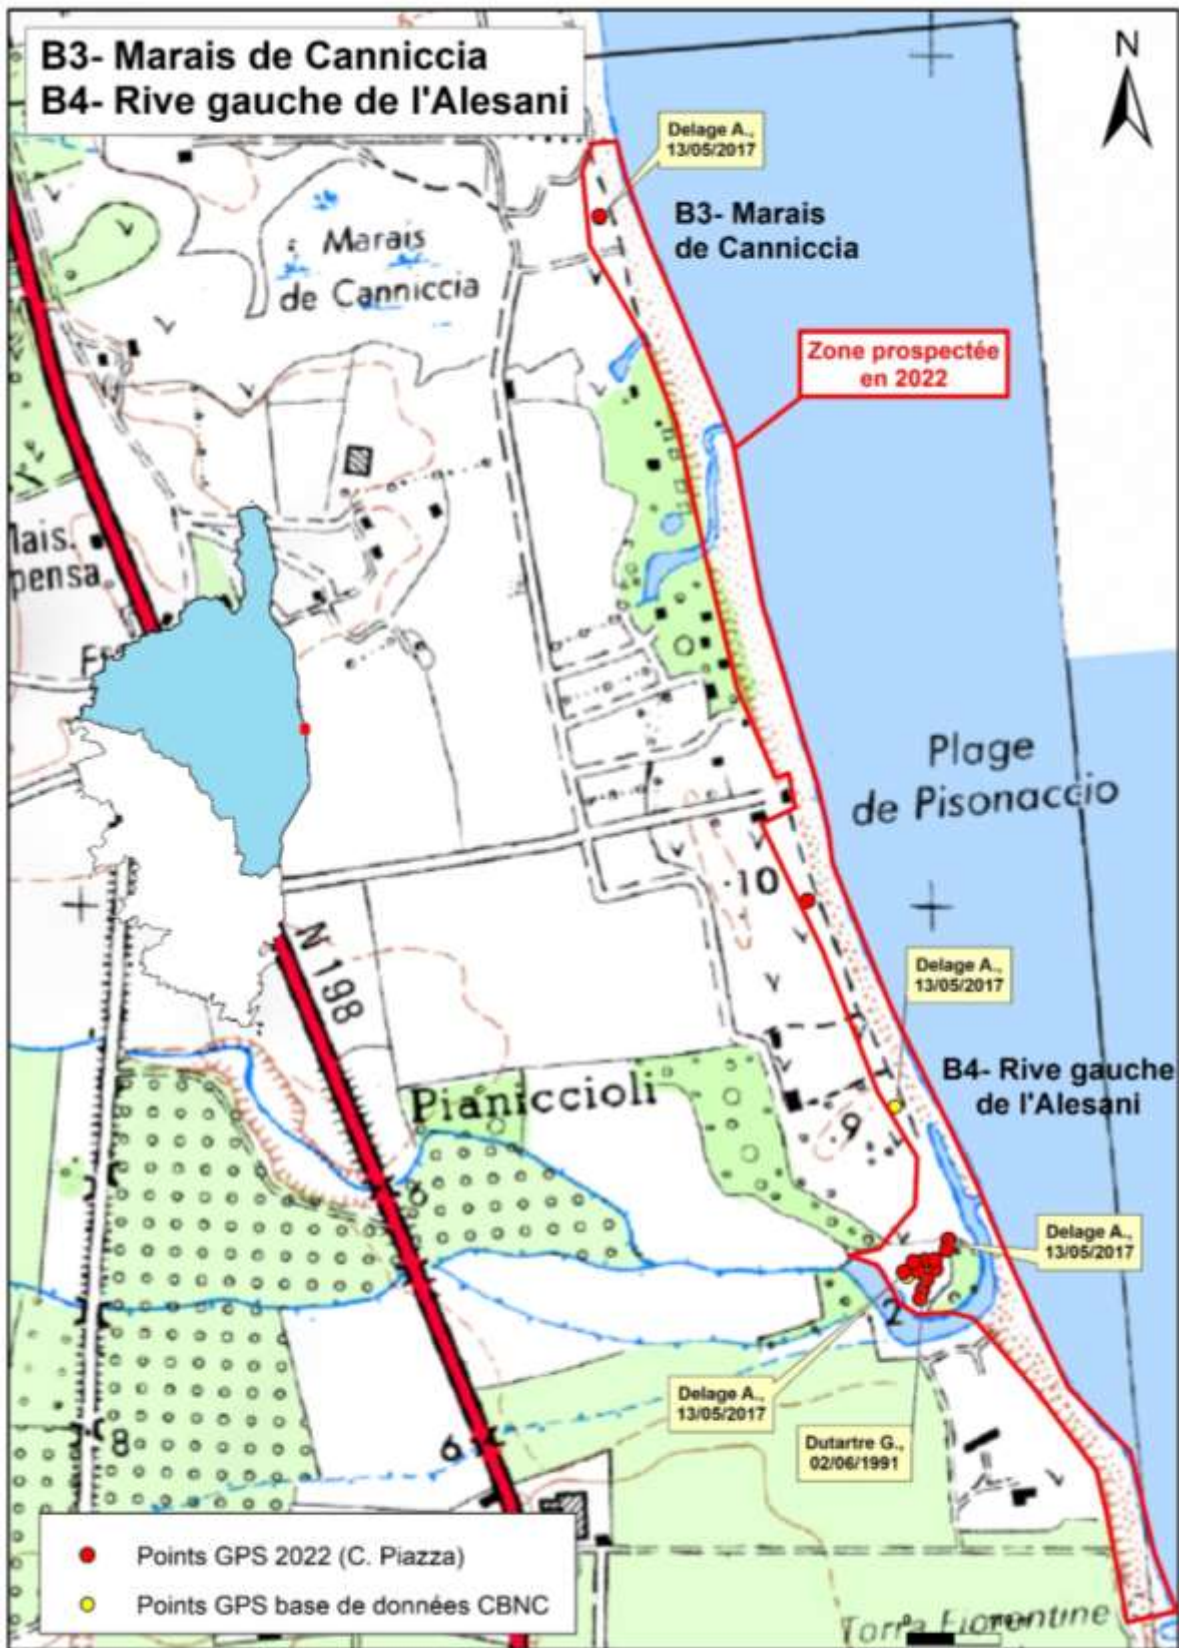 B3- Marais de Canniccia
B4- Rive gauche de l'Alesani
N
Delage A.,
13/05/2017
B3- Marais
de Canniccia
Marais
de Canniccia
Zone prospectée
en 2022
pensa
Plage
de Pisonaccio
10
N 198
Delage A.,
13/05/2017
B4- Rive gauche
de l'Alesani
Pianiccioli
9
Delage A.,
13/05/2017
2
Delage A.,
13/05/2017
Dutartre G.,
02/06/1991
8
6
Points GPS 2022 (C. Piazza)
Points GPS base de données CBNC
Torra Fiorentine
0